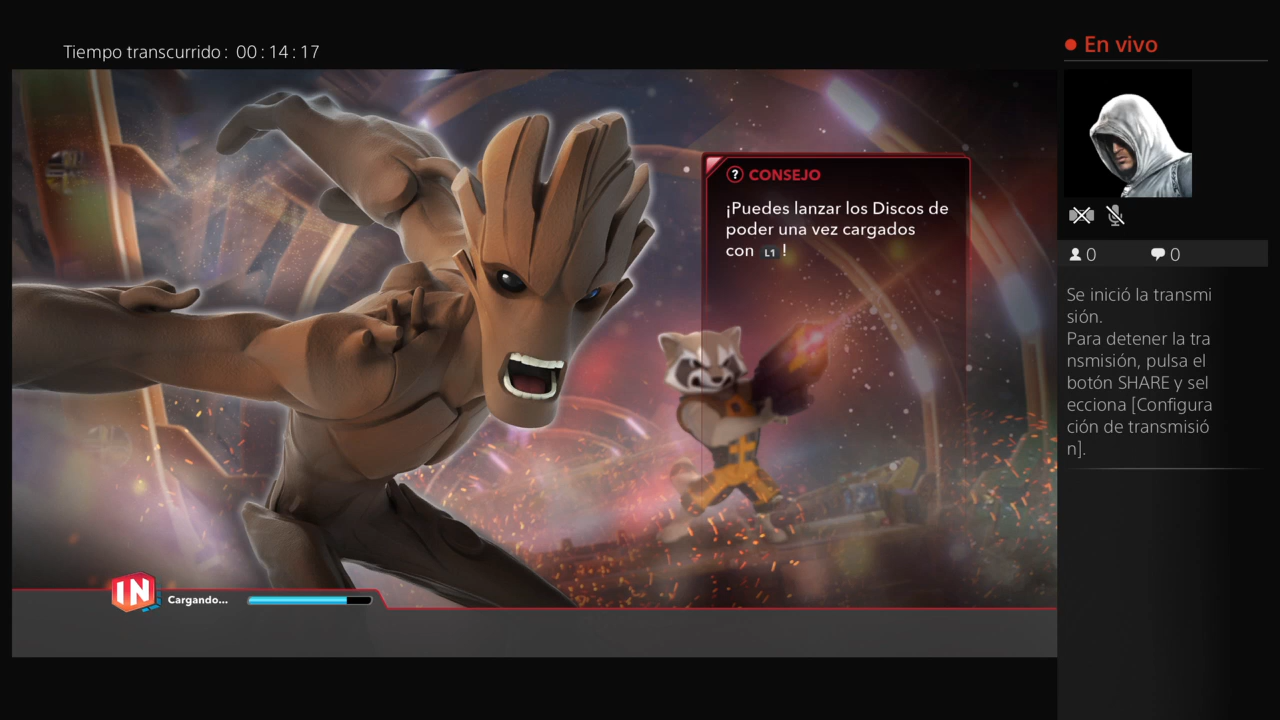 Tiempo transcurrido: 00:14:17
En vivo
? CONSEJO
¡Puedes lanzar los Discos de
poder una vez cargados
con L1 !
0 0
Se inició la transmi
sión.
Para detener la tra
nsmisión, pulsa el
botón SHARE y sel
ecciona [Configura
ción de transmisió
n].
IN
Cargando...